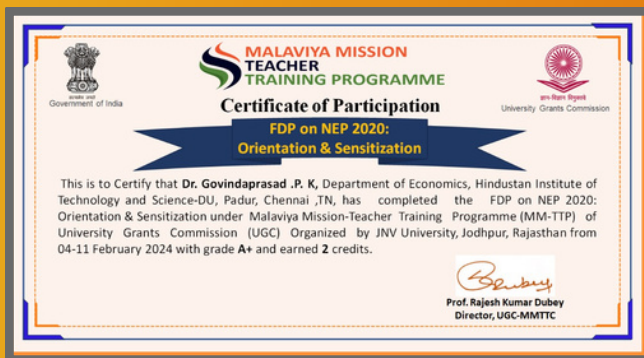 MALAVIYA MISSION
TEACHER
TRAINING PROGRAMME
Government of India
Certificate of Participation
University Grants Commission
FDP on NEP 2020:
Orientation & Sensitization
This is to Certify that Dr. Govindaprasad .P. K, Department of Economics, Hindustan Institute of
Technology and Science-DU, Padur, Chennai ,TN, has completed the FDP on NEP 2020:
Orientation & Sensitization under Malaviya Mission-Teacher Training Programme (MM-TTP) of
University Grants Commission (UGC) Organized by JNV University, Jodhpur, Rajasthan from
04-11 February 2024 with grade A+ and earned 2 credits.
Prof. Rajesh Kumar Dubey
Director, UGC-MMTTC